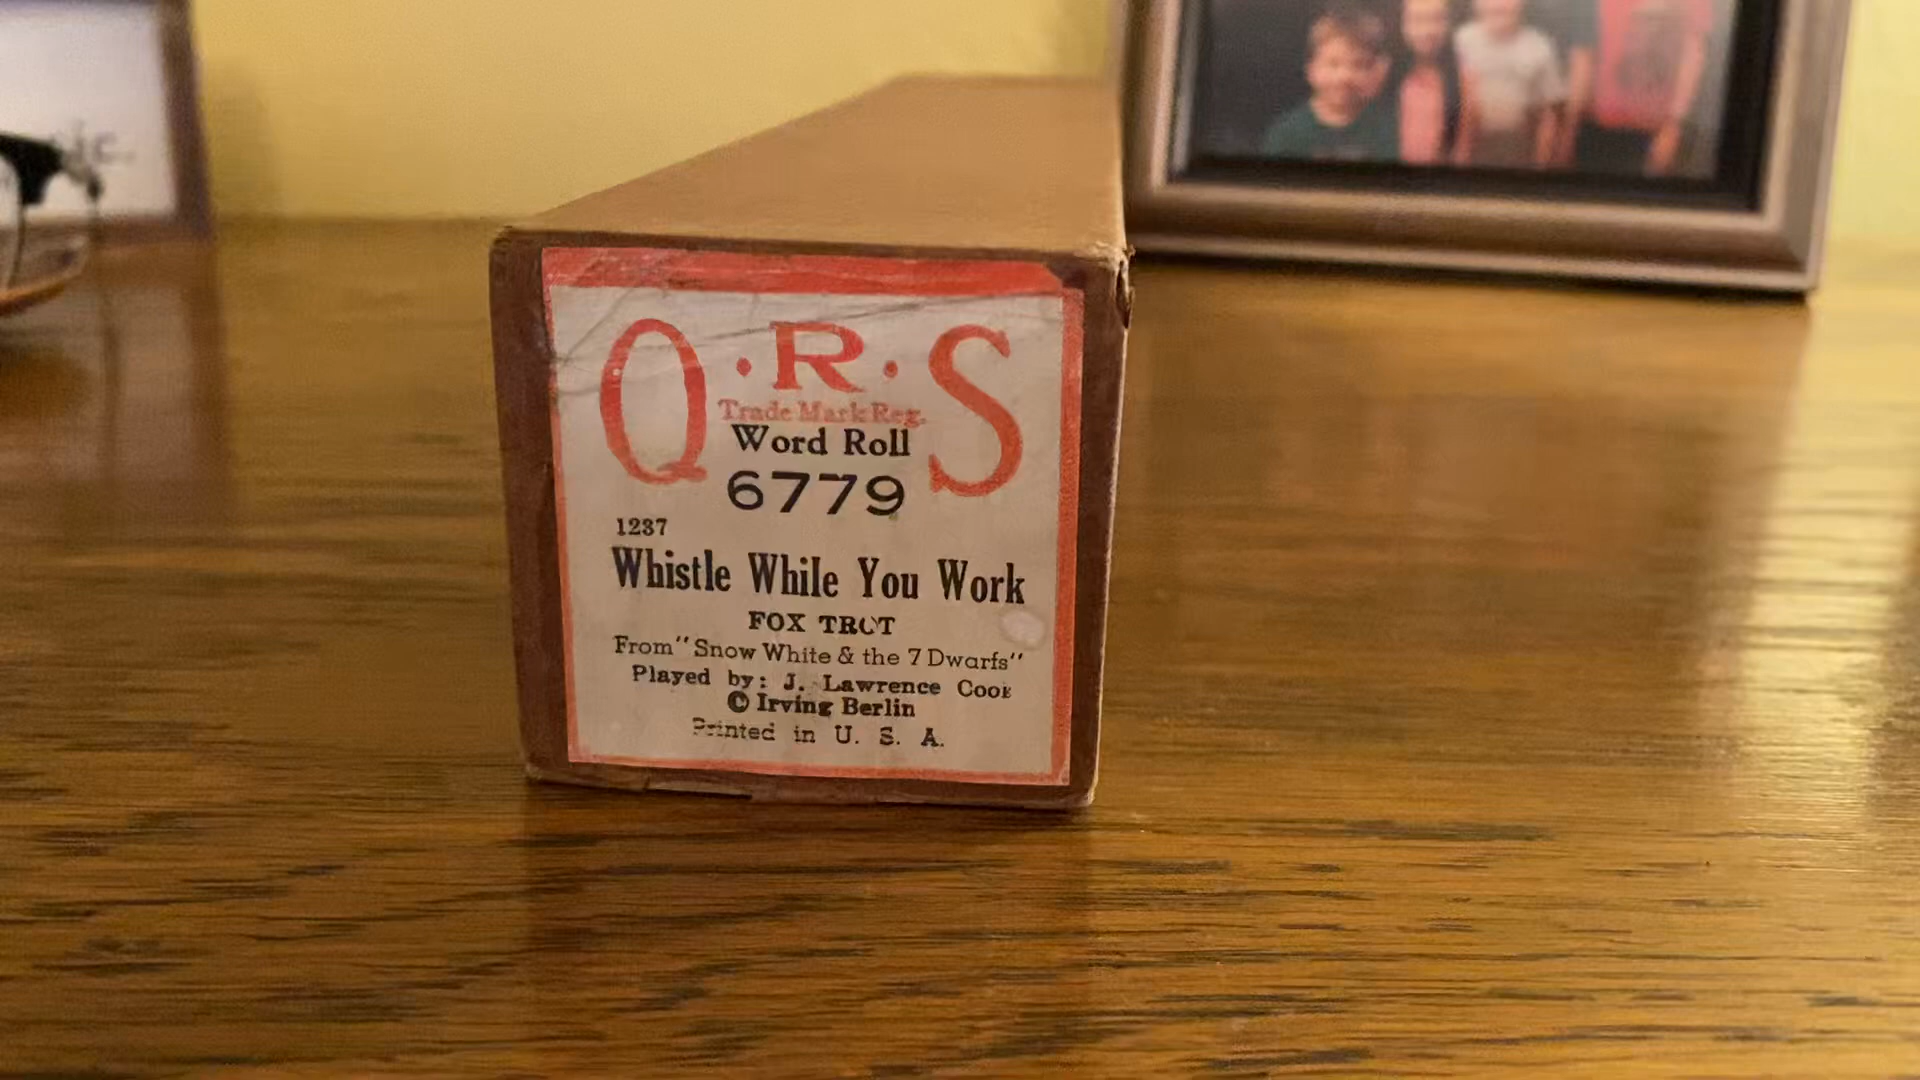 Q·R·S
Trade Mark Reg.
Word Roll
6779
1237
Whistle While You Work
FOX TROT
From "Snow White & the 7 Dwarfs"
Played by: J. Lawrence Cook
© Irving Berlin
Printed in U. S. A.